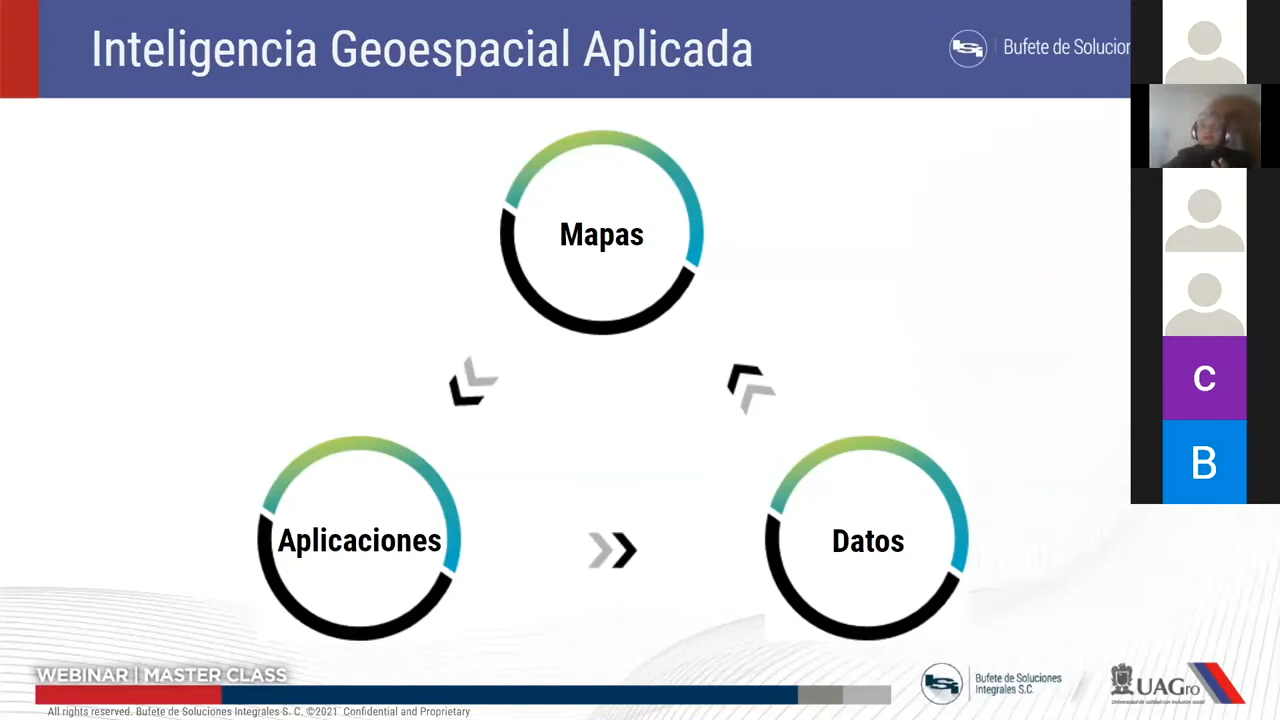 Inteligencia Geoespacial Aplicada
Bufete de Solucion
Mapas
Aplicaciones
Datos
C
B
WEBINAR | MASTER CLASS
All rights reserved. Bufete de Soluciones Integrales S. C. ©2021 Confidential and Proprietary
Bufete de Soluciones
Integrales S.C.
UAGro
Universidad de calidad con inclusión social